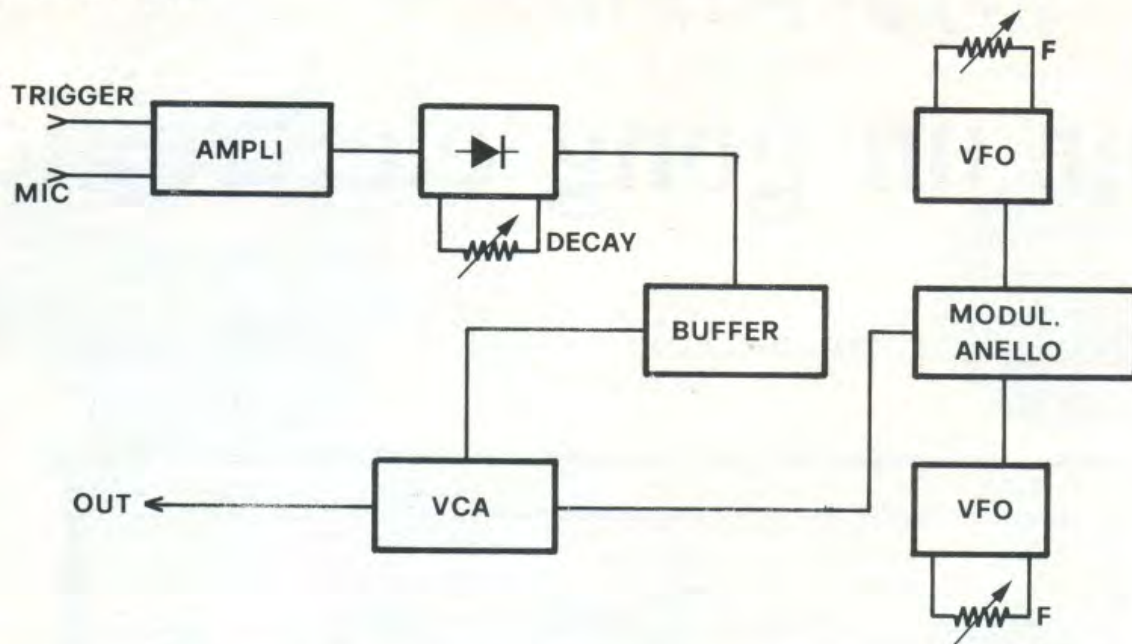 TRIGGER
MIC
AMPLI
DECAY
BUFFER
F
VFO
MODUL.
ANELLO
VFO
F
VCA
OUT